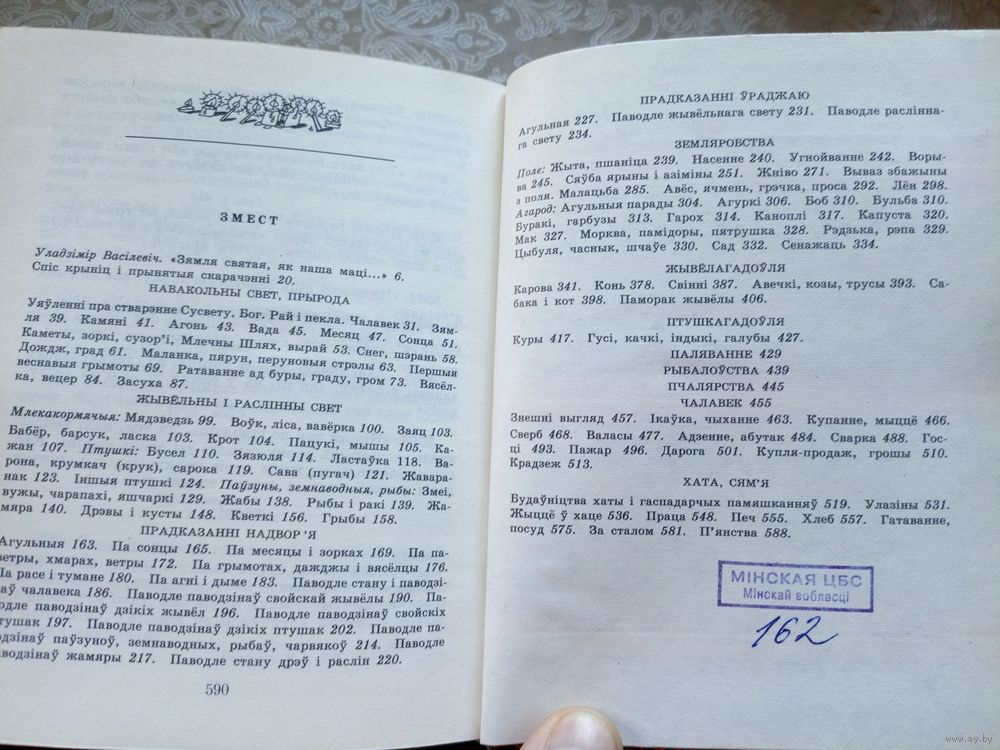 ЗМЕСТ
Уладзімір Васілевіч. «Зямля святая, як наша маці...» 6.
Спіс крыніц і прынятыя скарачэнні 20.
НАВАКОЛЬНЫ СВЕТ, ПРЫРОДА
Уяўленні пра стварэнне Сусвету. Бог. Рай і пекла. Чалавек 31. Зям-
ля 39. Камяні 41. Агонь 43. Вада 45. Месяц 47. Сонца 51.
Каметы, зоркі, сузор'і, Млечны Шлях, вырай 53. Снег, шэрань 58.
Дождж, град 61. Маланка, пярун, перуновыя стрэлы 63. Першыя
веснавыя грымоты 69. Ратаванне ад буры, граду, гром 73. Вясёл-
ка, вецер 84. Засуха 87.
ЖЫВЁЛЬНЫ І РАСЛІННЫ СВЕТ
Млекакормячыя: Мядзведзь 99. Воўк, ліса, вавёрка 100. Заяц 103.
Бабёр, барсук, ласка 103. Крот 104. Пацукі, мышы 105. Ка-
жан 107. Птушкі: Бусел 110. Зязюля 114. Ластаўка 118. Ва-
рона, крумкач (крук), сарока 119. Сава (пугач) 121. Жавара-
нак 123. Іншыя птушкі 124. Паўзуны, земнаводныя, рыбы: Змеі,
вужы, чарапахі, яшчаркі 129. Жабы 138. Рыбы і ракі 139. Жа-
мяра 140. Дрэвы і кусты 148. Кветкі 156. Грыбы 158.
ПРАДКАЗАННІ НАДВОР'Я
Агульныя 163. Па сонцы 165. Па месяцы і зорках 169. Па па-
ветры, хмарах, ветры 172. Па грымотах, дажджы і вясёлцы 176.
Па расе і тумане 180. Па агні і дыме 183. Паводле стану і паводзі-
наў чалавека 186. Паводле паводзінаў свойскай жывёлы 190. Па-
водле паводзінаў дзікіх жывёл 196. Паводле паводзінаў свойскіх
птушак 197. Паводле паводзінаў дзікіх птушак 202. Паводле па-
водзінаў паўзуноў, земнаводных, рыбаў, чарвякоў 214. Паводле
паводзінаў жамяры 217. Паводле стану дрэў і раслін 220.
590
ПРАДКАЗАННІ ЎРАДЖАЮ
Агульная 227. Паводле жывёльнага свету 231. Паводле раслінна-
га свету 234.
ЗЕМЛЯРОБСТВА
Поле: Жыта, пшаніца 239. Насенне 240. Угнойванне 242. Воры-
ва 245. Сяўба ярыны і азіміны 251. Жніво 271. Вываз збажыны
з поля. Малацьба 285. Авёс, ячмень, грэчка, проса 292. Лён 298.
Агарод: Агульныя парады 304. Агуркі 306. Боб 310. Бульба 310.
Буракі, гарбузы 313. Гарох 314. Каноплі 317. Капуста 320.
Мак 327. Морква, памідоры, пятрушка 328. Рэдзька, рэпа 329.
Цыбуля, часнык, шчаўе 330. Сад 332. Сенажаць 334.
ЖЫВЁЛАГАДОЎЛЯ
Карова 341. Конь 378. Свінні 387. Авечкі, козы, трусы 393. Са-
бака і кот 398. Паморак жывёлы 406.
ПТУШКАГАДОЎЛЯ
Куры 417. Гусі, качкі, індыкі, галубы 427.
ПАЛЯВАННЕ 429
РЫБАЛОЎСТВА 439
ПЧАЛЯРСТВА 445
ЧАЛАВЕК 455
Знешні выгляд 457. Ікаўка, чыханне 463. Купанне, мыццё 466.
Сверб 468. Валасы 477. Адзенне, абутак 484. Сварка 488. Гос-
ці 493. Пажар 496. Дарога 501. Купля-продаж, грошы 510.
Крадзеж 513.
ХАТА, СЯМ'Я
Будаўніцтва хаты і гаспадарчых памяшканняў 519. Улазіны 531.
Жыццё ў хаце 536. Праца 548. Печ 555. Хлеб 557. Гатаванне,
посуд 575. За сталом 581. П'янства 588.
МІНСКАЯ ЦБС
Мінскай вобласці
162
www.ay.by